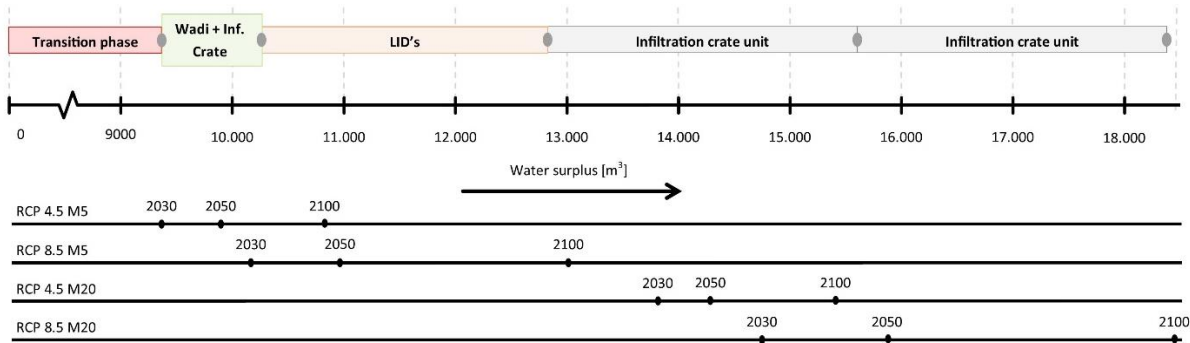 Transition phase
Wadi + Inf.
Crate
LID's
Infiltration crate unit
Infiltration crate unit
0 9000 10.000 11.000 12.000 13.000 14.000 15.000 16.000 17.000 18.000
Water surplus [m³]
RCP 4.5 M5 2030 2050 2100
RCP 8.5 M5 2030 2050 2100
RCP 4.5 M20 2030 2050 2100
RCP 8.5 M20 2030 2050 2100